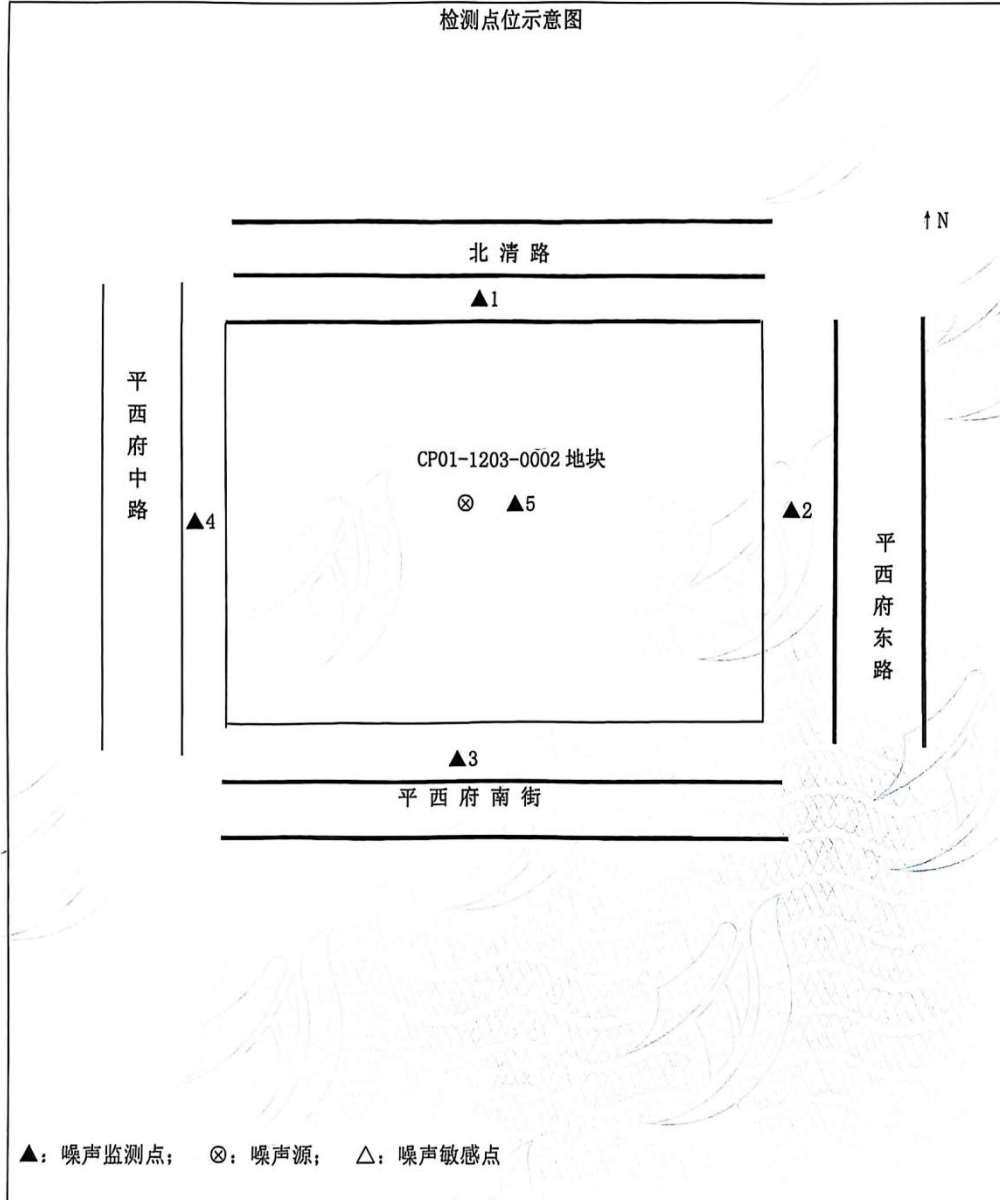 检测点位示意图
↑N
北清路
▲1
平西府中路
CP01-1203-0002 地块
⊗ ▲5
▲4
▲2
平西府东路
▲3
平西府南街
▲：噪声监测点； ⊗：噪声源； △：噪声敏感点